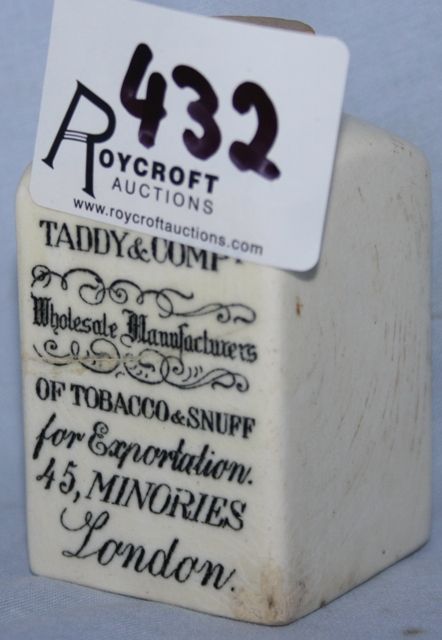 432
ROYCROFT
AUCTIONS
www.roycroftauctions.com
TADDY & COMPY
Wholesale Manufacturers
OF TOBACCO & SNUFF
for Exportation.
45, MINORIES
London.